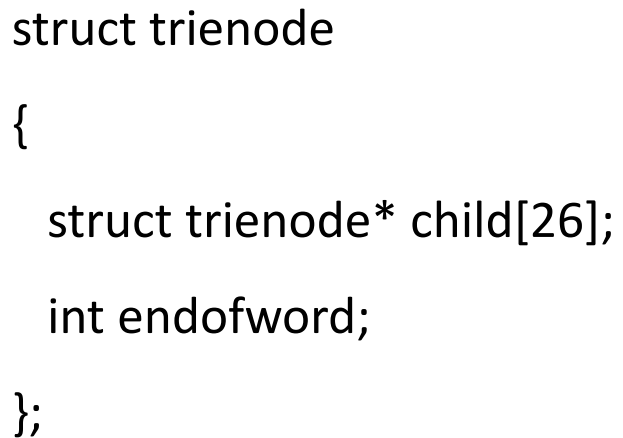 struct trienode
{
struct trienode* child[26];
int endofword;
};